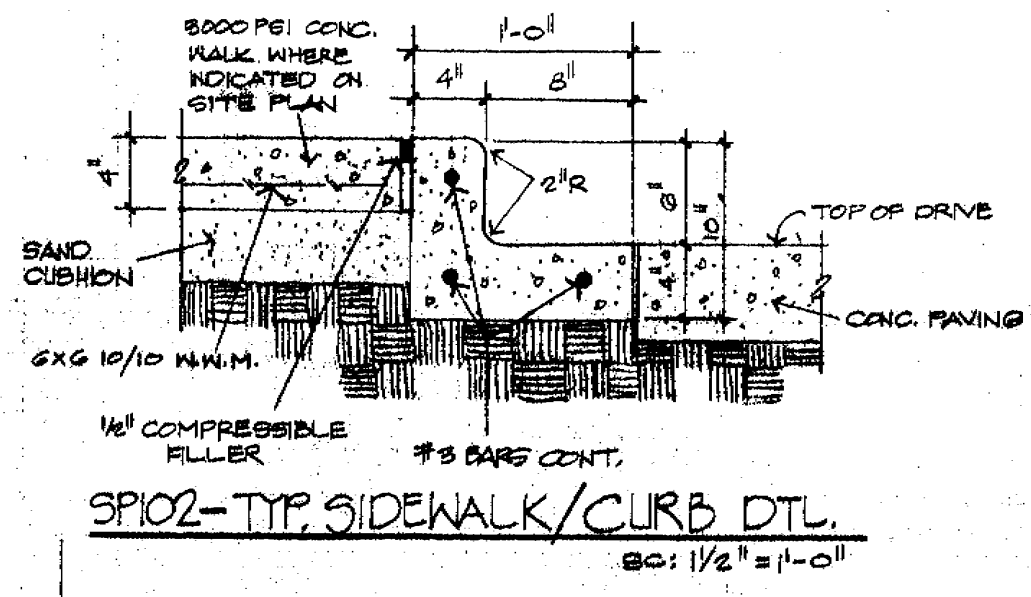 3000 PSI CONC.
WALK WHERE
INDICATED ON
SITE PLAN
1'-0"
4"
8"
4"
2"R
6"
10"
4"
TOP OF DRIVE
SAND
CUSHION
CONC. PAVING
6X6 10/10 W.W.M.
1/2" COMPRESSIBLE
FILLER
#3 BARS CONT.
SP102-TYP. SIDEWALK/CURB DTL.
SC: 1 1/2" = 1'-0"